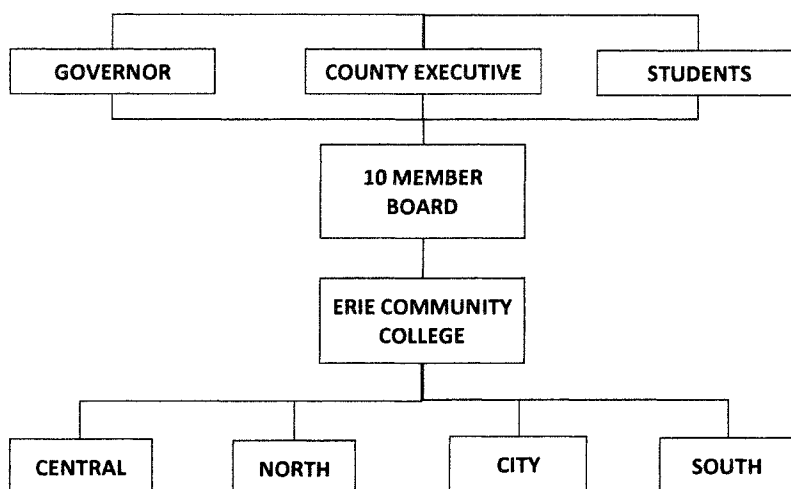 GOVERNOR
COUNTY EXECUTIVE
STUDENTS
10 MEMBER
BOARD
ERIE COMMUNITY
COLLEGE
CENTRAL
NORTH
CITY
SOUTH